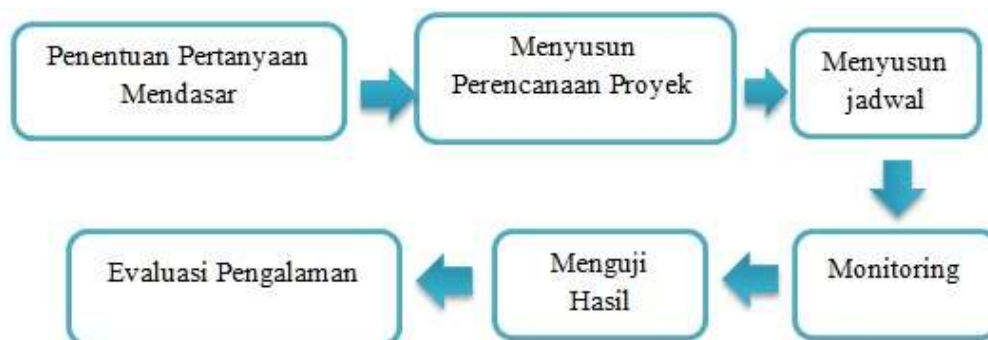 Penentuan Pertanyaan
Mendasar
Menyusun
Perencanaan Proyek
Menyusun
jadwal
Monitoring
Menguji
Hasil
Evaluasi Pengalaman